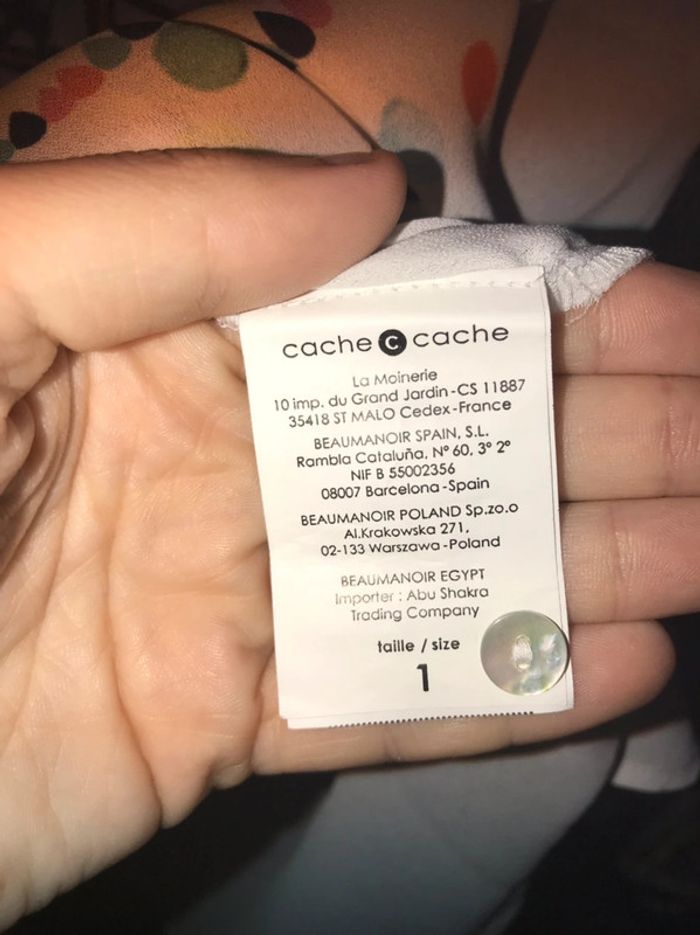 cache c cache
La Moinerie
10 imp. du Grand Jardin-CS 11887
35418 ST MALO Cedex-France
BEAUMANOIR SPAIN, S.L.
Rambla Cataluña, Nº 60, 3º 2º
NIF B 55002356
08007 Barcelona-Spain
BEAUMANOIR POLAND Sp.zo.o
Al.Krakowska 271,
02-133 Warszawa-Poland
BEAUMANOIR EGYPT
Importer : Abu Shakra
Trading Company
taille / size
1